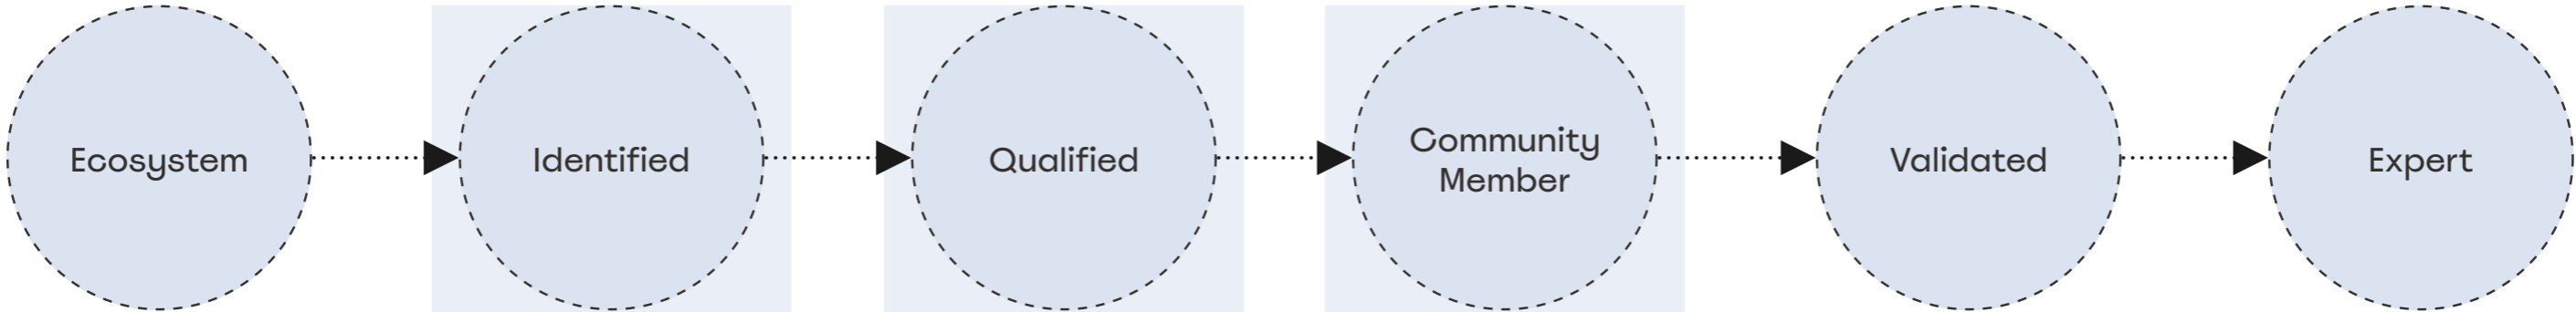 Ecosystem
Identified
Qualified
Community
Member
Validated
Expert